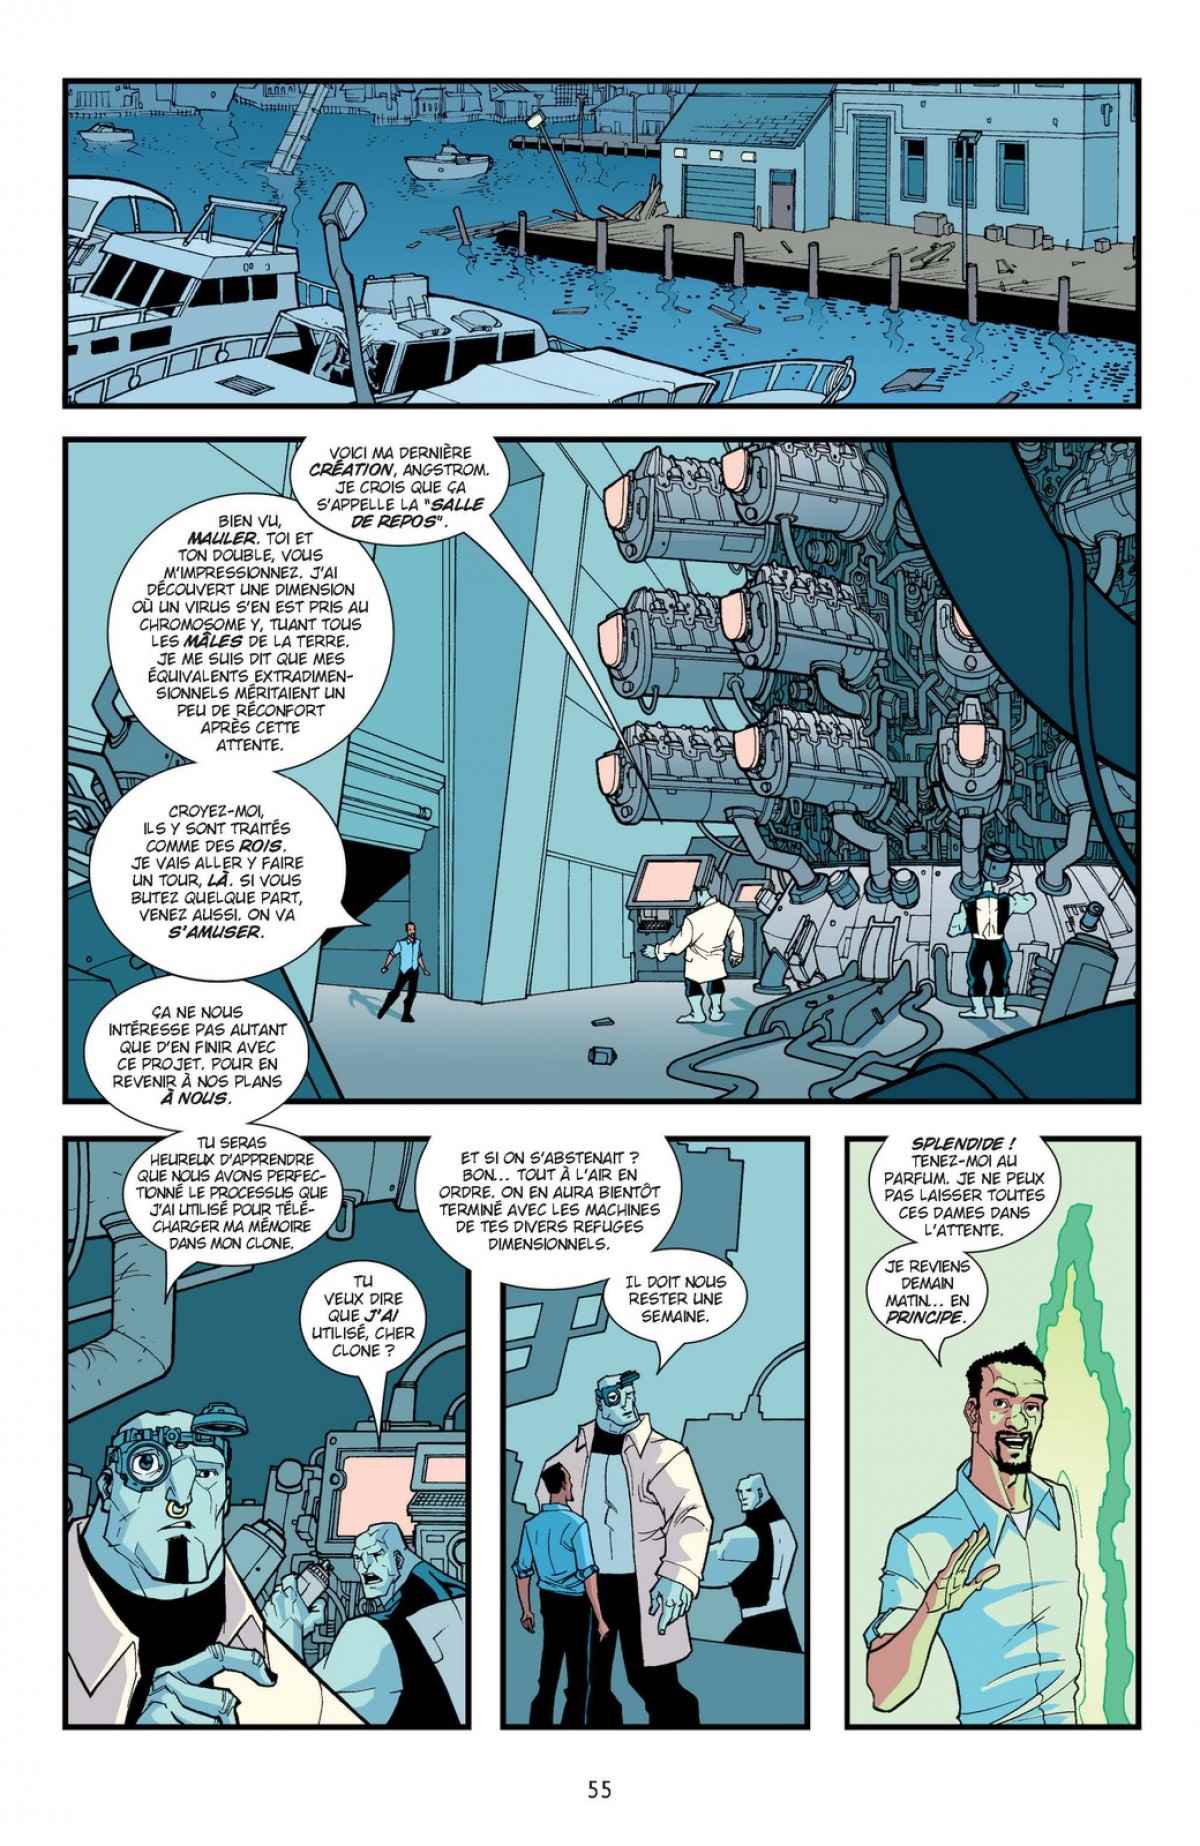 VOICI MA DERNIÈRE
CRÉATION, ANGSTROM.
JE CROIS QUE ÇA
S'APPELLE LA "SALLE
DE REPOS".
BIEN VU,
MAULER. TOI ET
TON DOUBLE, VOUS
M'IMPRESSIONNEZ. J'AI
DÉCOUVERT UNE DIMENSION
OÙ UN VIRUS S'EN EST PRIS AU
CHROMOSOME Y, TUANT TOUS
LES MÂLES DE LA TERRE.
JE ME SUIS DIT QUE MES
ÉQUIVALENTS EXTRADIMEN-
SIONNELS MÉRITAIENT UN
PEU DE RÉCONFORT
APRÈS CETTE
ATTENTE.
CROYEZ-MOI,
ILS Y SONT TRAITÉS
COMME DES ROIS.
JE VAIS ALLER Y FAIRE
UN TOUR, LÀ. SI VOUS
BUTEZ QUELQUE PART,
VENEZ AUSSI. ON VA
S'AMUSER.
ÇA NE NOUS
INTÉRESSE PAS AUTANT
QUE D'EN FINIR AVEC
CE PROJET. POUR EN
REVENIR À NOS PLANS
À NOUS.
TU SERAS
HEUREUX D'APPRENDRE
QUE NOUS AVONS PERFEC-
TIONNÉ LE PROCESSUS QUE
J'AI UTILISÉ POUR TÉLÉ-
CHARGER MA MÉMOIRE
DANS MON CLONE.
TU
VEUX DIRE
QUE J'AI
UTILISÉ, CHER
CLONE ?
ET SI ON S'ABSTENAIT ?
BON... TOUT À L'AIR EN
ORDRE. ON EN AURA BIENTÔT
TERMINÉ AVEC LES MACHINES
DE TES DIVERS REFUGES
DIMENSIONNELS.
IL DOIT NOUS
RESTER UNE
SEMAINE.
SPLENDIDE !
TENEZ-MOI AU
PARFUM. JE NE PEUX
PAS LAISSER TOUTES
CES DAMES DANS
L'ATTENTE.
JE REVIENS
DEMAIN
MATIN... EN
PRINCIPE.
55